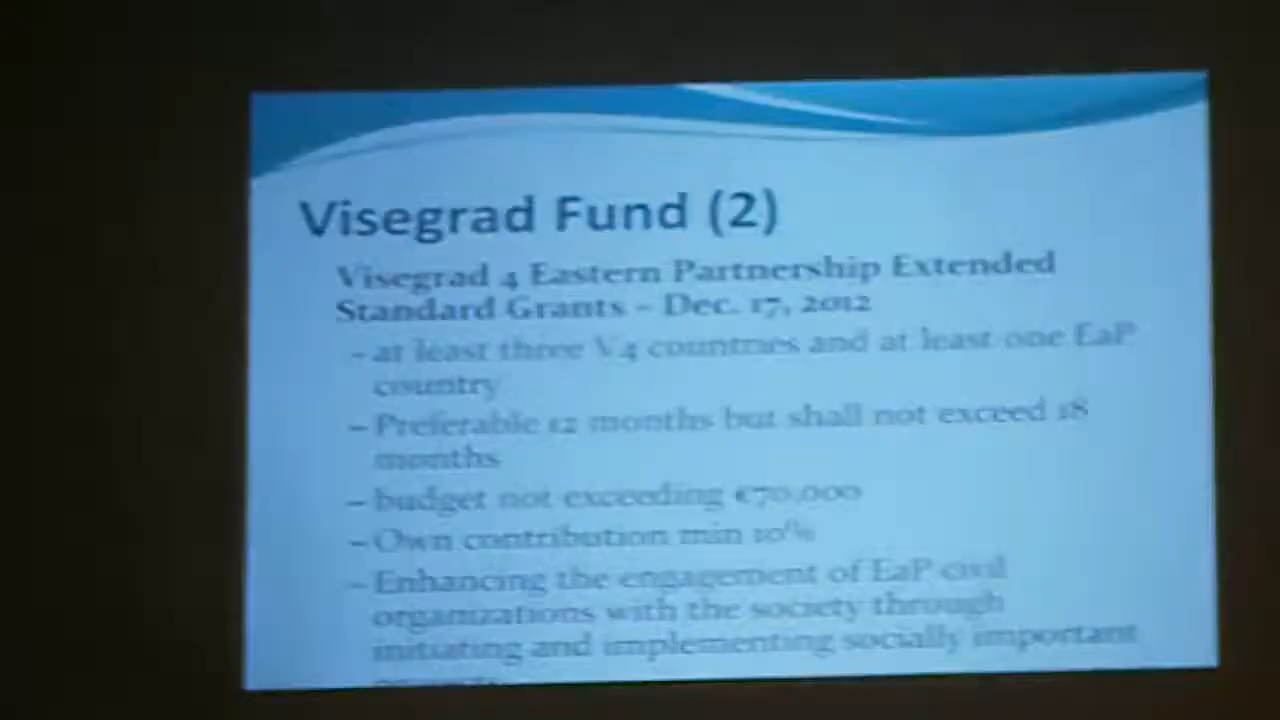 Visegrad Fund (2)
Visegrad 4 Eastern Partnership Extended
Standard Grants – Dec. 17, 2012
– at least three V4 countries and at least one EaP
country
– Preferable 12 months but shall not exceed 18
months
– budget not exceeding €70,000
– Own contribution min 10%
– Enhancing the engagement of EaP civil
organizations with the society through
initiating and implementing socially important